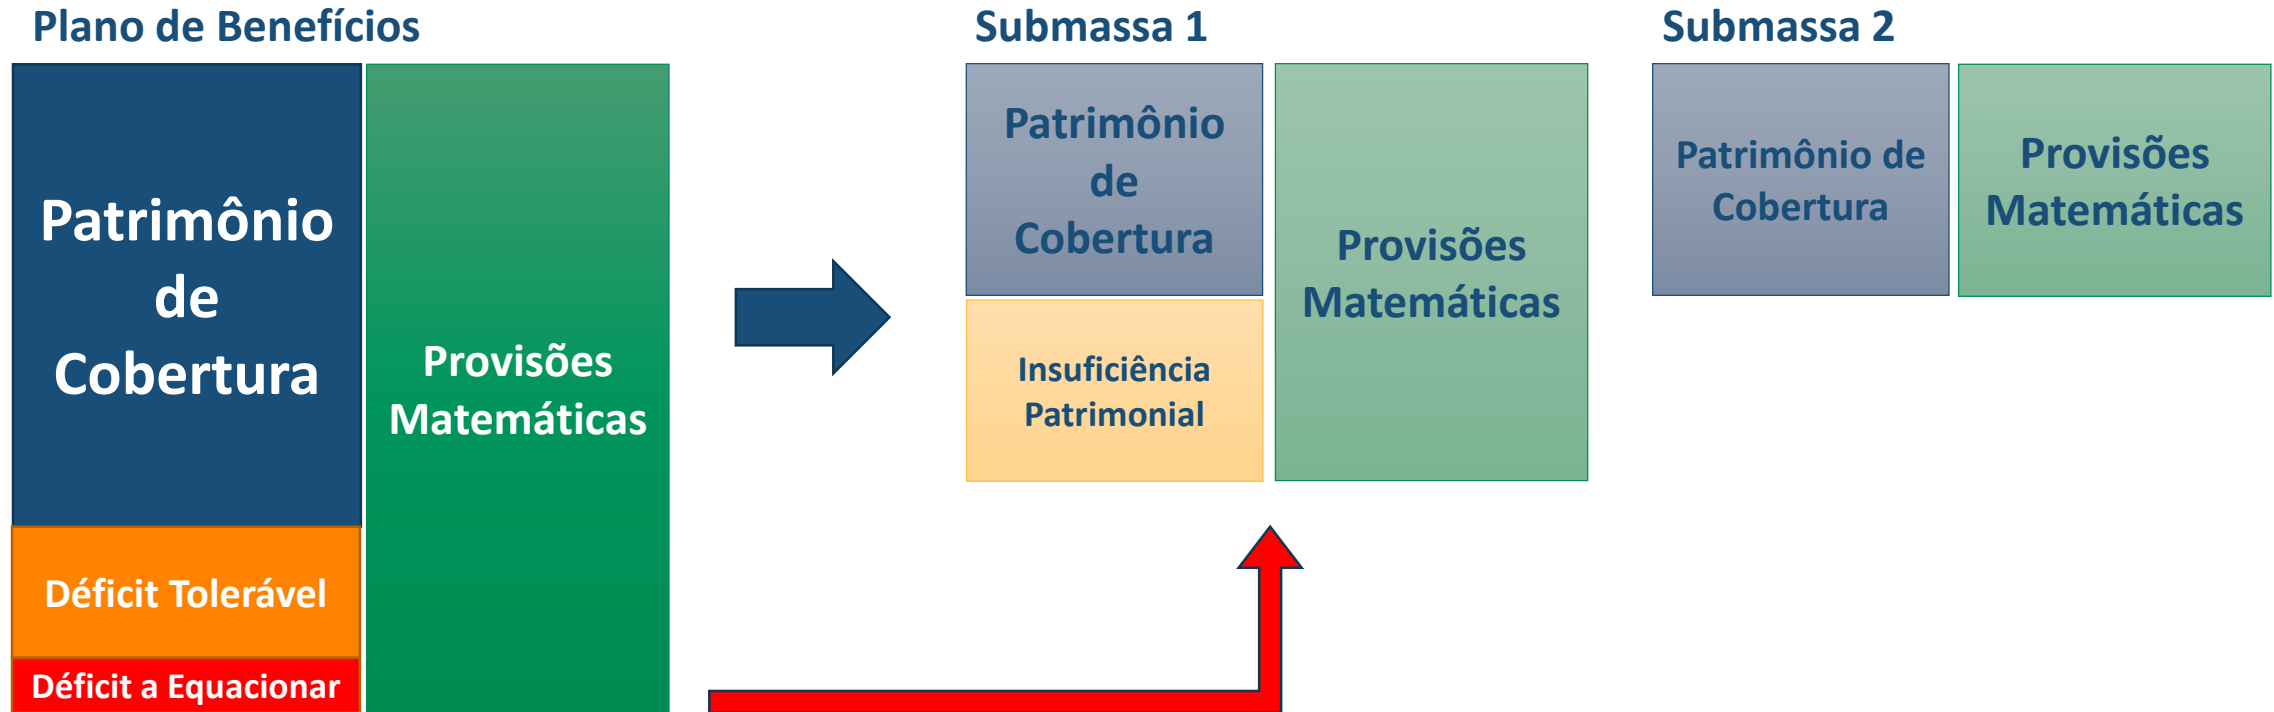 Plano de Benefícios
Patrimônio
de
Cobertura
Déficit Tolerável
Déficit a Equacionar
Provisões
Matemáticas
Submassa 1
Patrimônio
de
Cobertura
Insuficiência
Patrimonial
Provisões
Matemáticas
Submassa 2
Patrimônio de
Cobertura
Provisões
Matemáticas